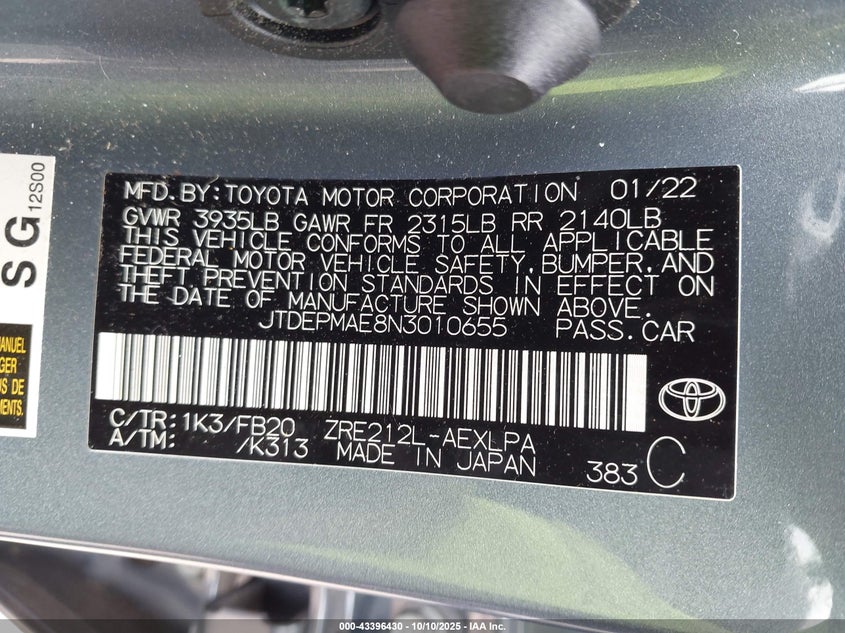 MFD.BY:TOYOTA MOTOR CORPORATION 01/22
GVWR 3935LB GAWR FR 2315LB RR 2140LB
THIS VEHICLE CONFORMS TO ALL APPLICABLE
FEDERAL MOTOR VEHICLE SAFETY,BUMPER,AND
THEFT PREVENTION STANDARDS IN EFFECT ON
THE DATE OF MANUFACTURE SHOWN ABOVE.
JTDEPMAE8N3010655 PASS.CAR
C/TR:1K3/FB20 ZRE212L-AEXLPA
A/TM: /K313 MADE IN JAPAN
383 C
SG
12S00
MANUEL
US DE
000-43396430 - 10/10/2025 - IAA Inc.